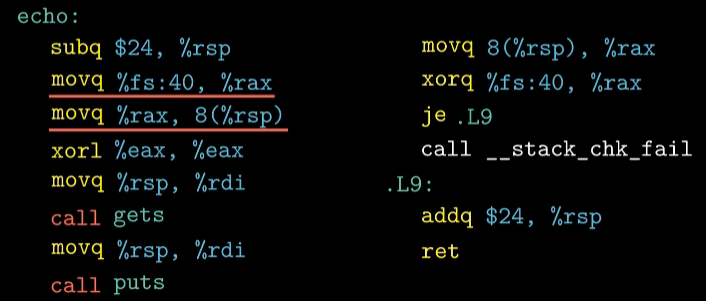 echo:
subq $24, %rsp
movq %fs:40, %rax
movq %rax, 8(%rsp)
xorl %eax, %eax
movq %rsp, %rdi
call gets
movq %rsp, %rdi
call puts
movq 8(%rsp), %rax
xorq %fs:40, %rax
je .L9
call __stack_chk_fail
.L9:
addq $24, %rsp
ret